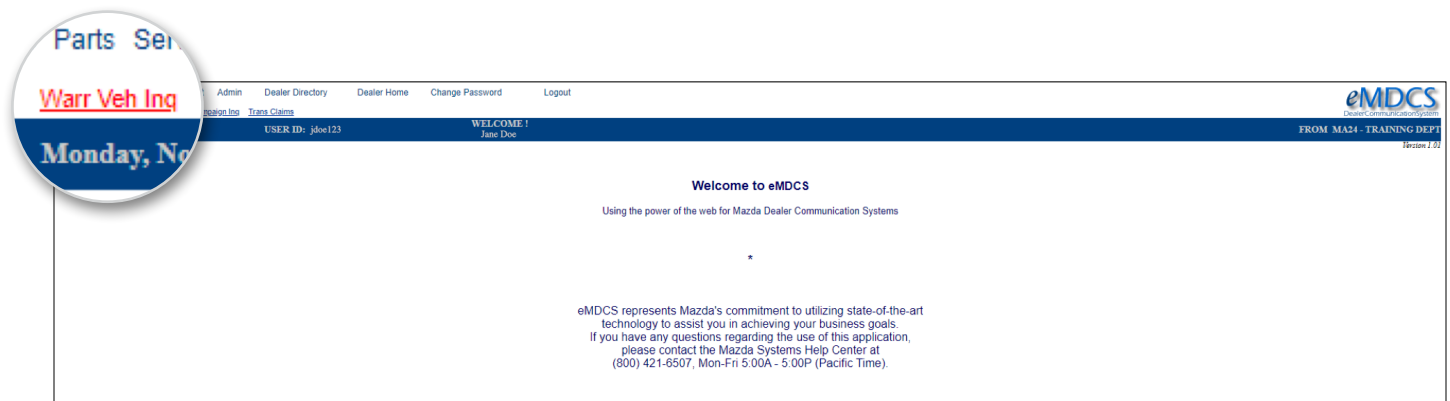 Parts Ser
Warr Veh Inq
Monday, No
Admin Dealer Directory Dealer Home Change Password Logout
paign Inq Trans Claims
eMDCS
DealerCommunicationSystem
USER ID: jdoe123
WELCOME !
Jane Doe
FROM MA24 - TRAINING DEPT
Version 1.01
Welcome to eMDCS
Using the power of the web for Mazda Dealer Communication Systems
*
eMDCS represents Mazda's commitment to utilizing state-of-the-art
technology to assist you in achieving your business goals.
If you have any questions regarding the use of this application,
please contact the Mazda Systems Help Center at
(800) 421-6507, Mon-Fri 5:00A - 5:00P (Pacific Time).